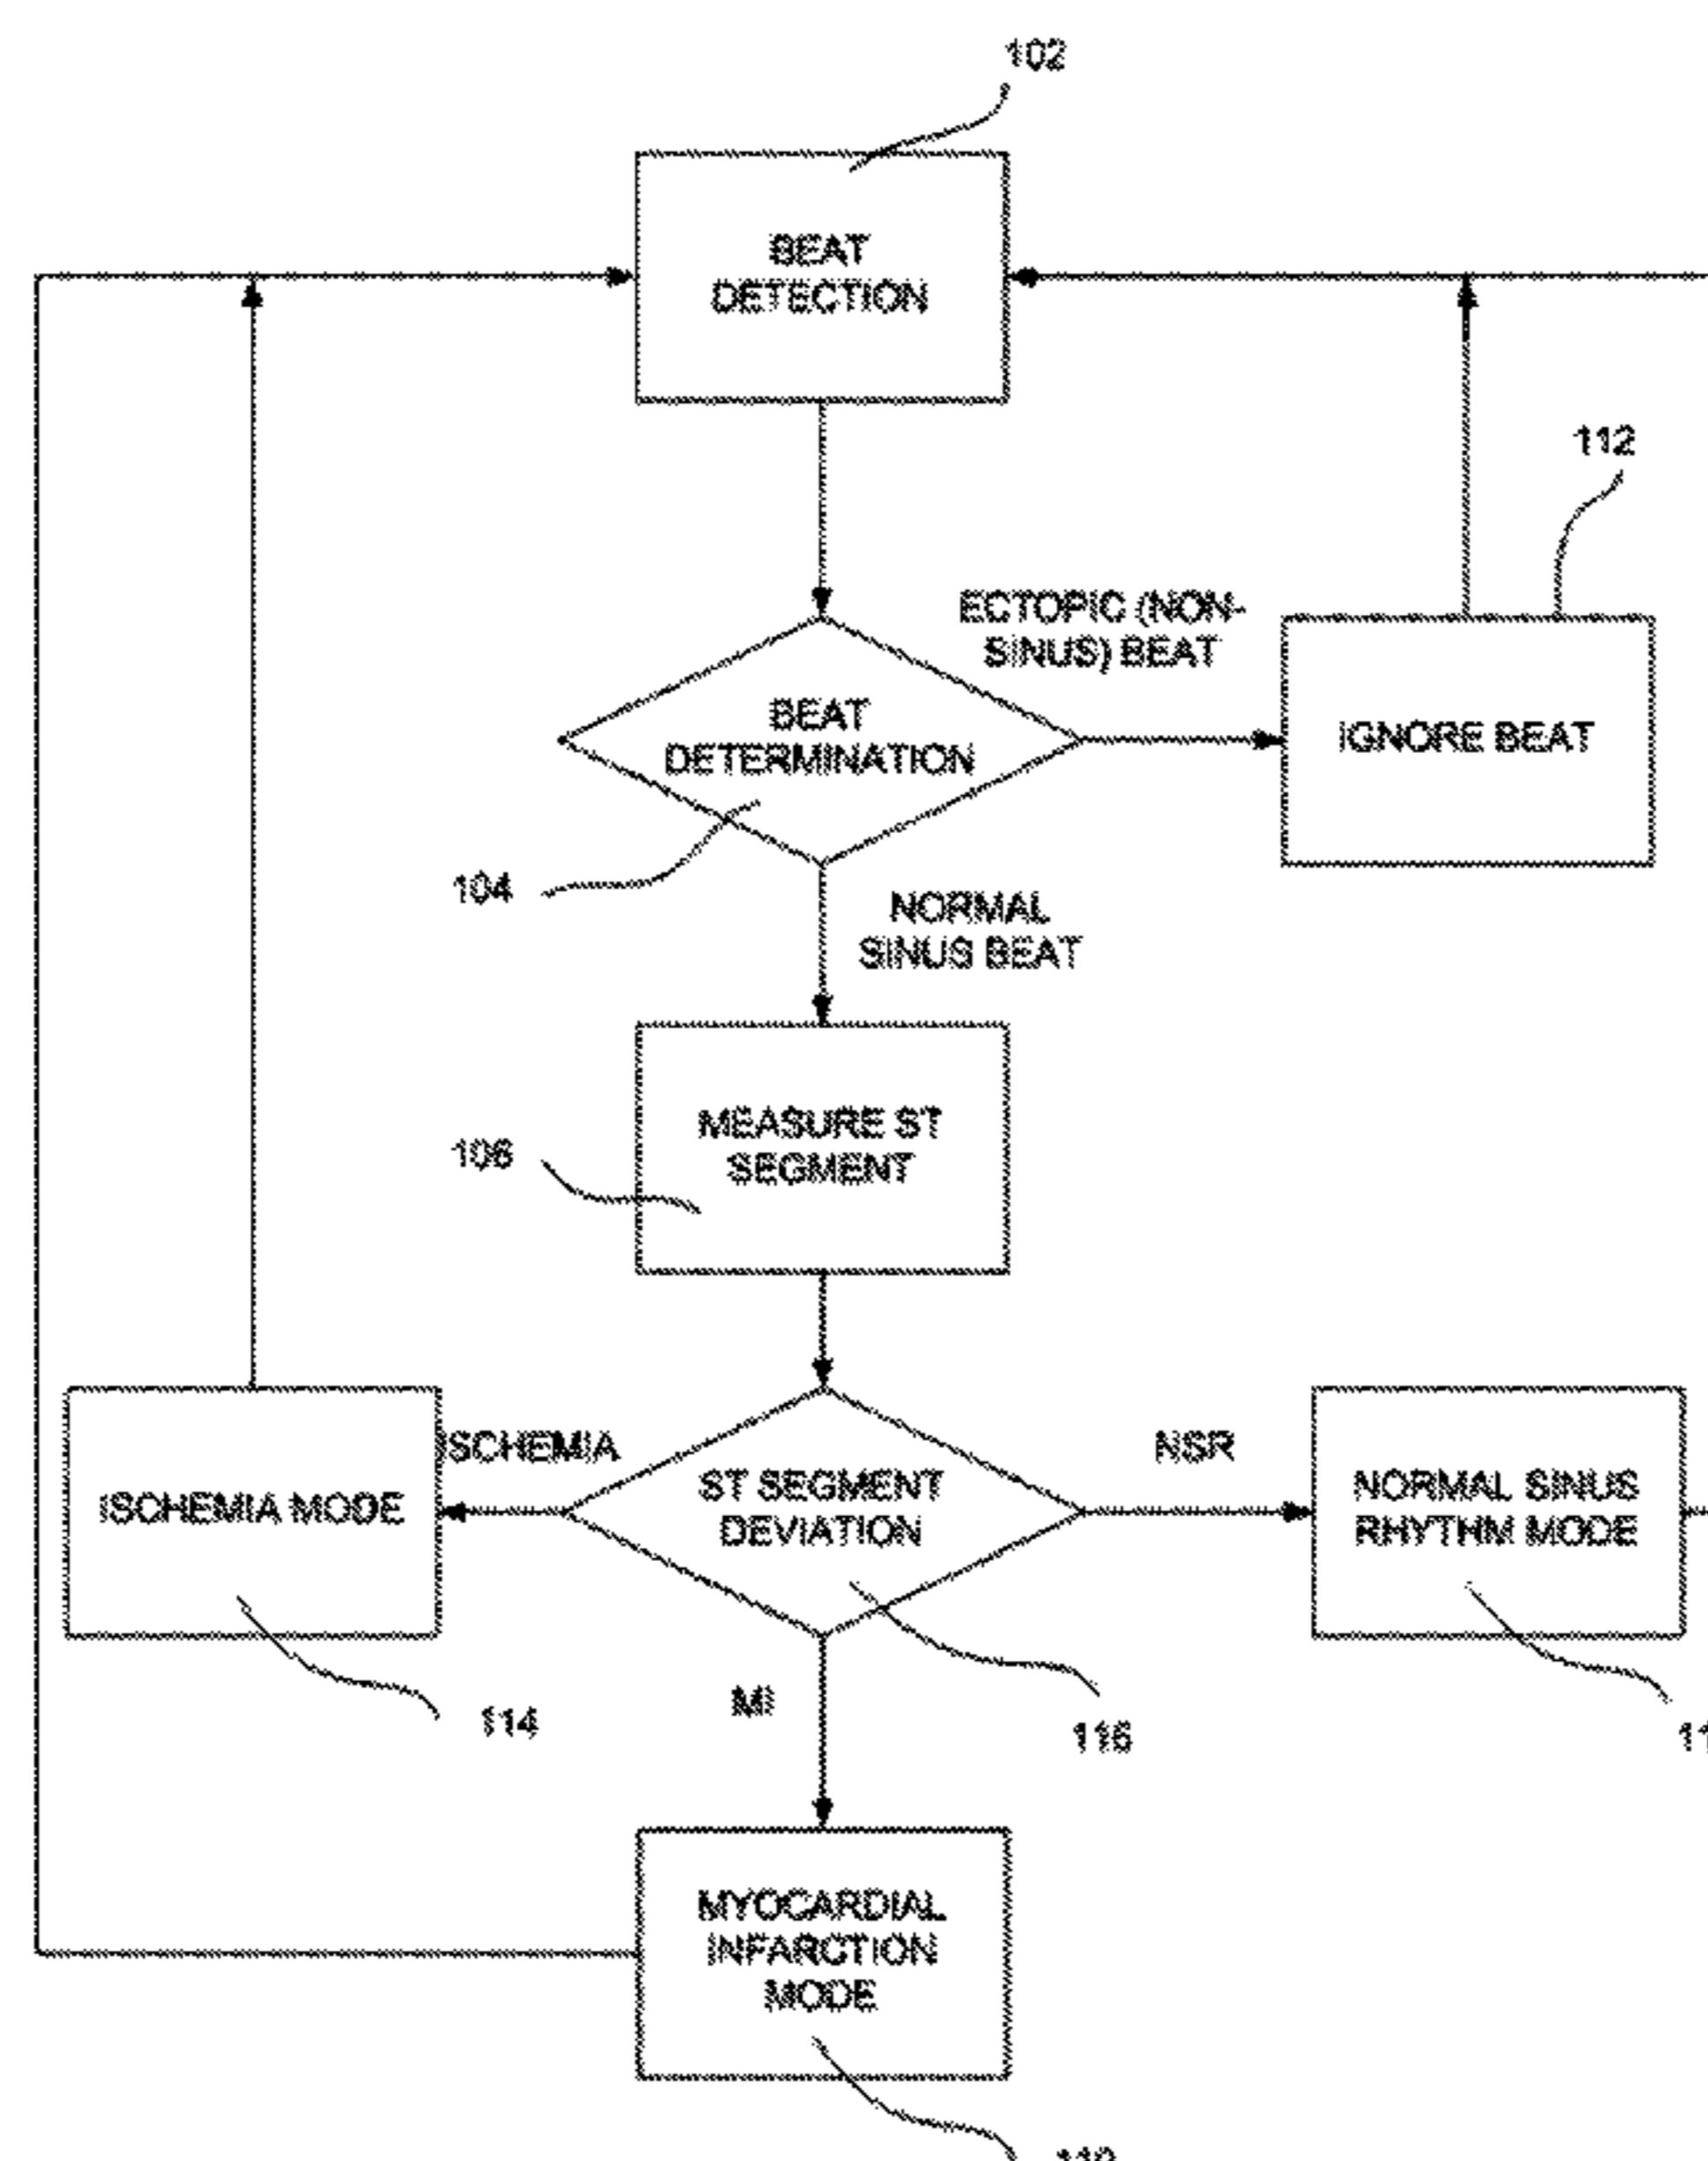 102
BEAT
DETECTION
112
ECTOPIC (NON-
SINUS) BEAT
BEAT
DETERMINATION
IGNORE BEAT
104
NORMAL
SINUS BEAT
MEASURE ST
SEGMENT
106
ISCHEMIA
NSR
ISCHEMIA MODE
ST SEGMENT
DEVIATION
NORMAL SINUS
RHYTHM MODE
MI
114
116
MYOCARDIAL
INFARCTION
MODE